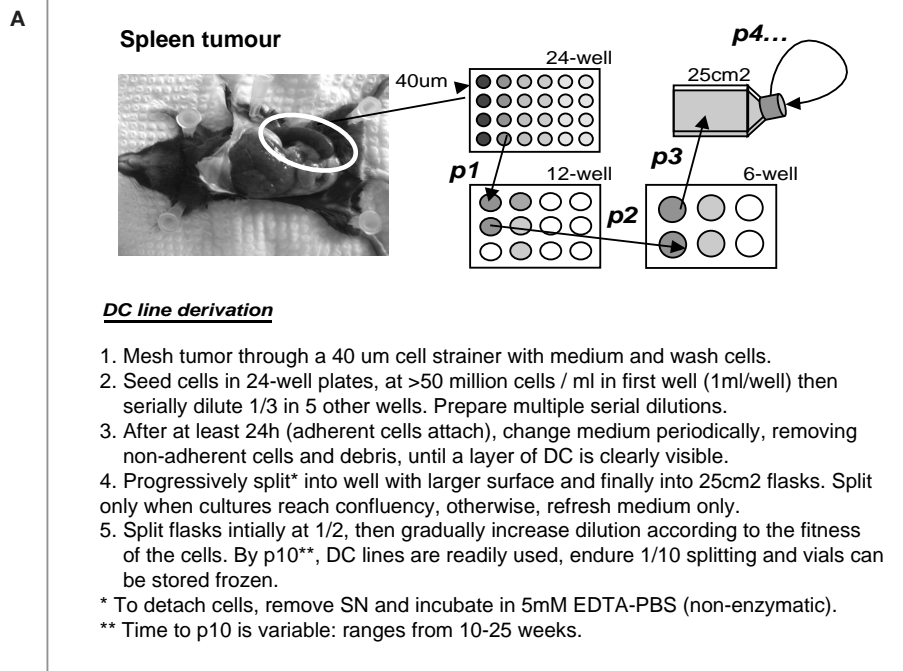 A
Spleen tumour
p4...
24-well
40um
25cm2
p1
p3
12-well
6-well
p2
DC line derivation
1. Mesh tumor through a 40 um cell strainer with medium and wash cells.
2. Seed cells in 24-well plates, at >50 million cells / ml in first well (1ml/well) then
serially dilute 1/3 in 5 other wells. Prepare multiple serial dilutions.
3. After at least 24h (adherent cells attach), change medium periodically, removing
non-adherent cells and debris, until a layer of DC is clearly visible.
4. Progressively split* into well with larger surface and finally into 25cm2 flasks. Split
only when cultures reach confluency, otherwise, refresh medium only.
5. Split flasks intially at 1/2, then gradually increase dilution according to the fitness
of the cells. By p10**, DC lines are readily used, endure 1/10 splitting and vials can
be stored frozen.
* To detach cells, remove SN and incubate in 5mM EDTA-PBS (non-enzymatic).
** Time to p10 is variable: ranges from 10-25 weeks.